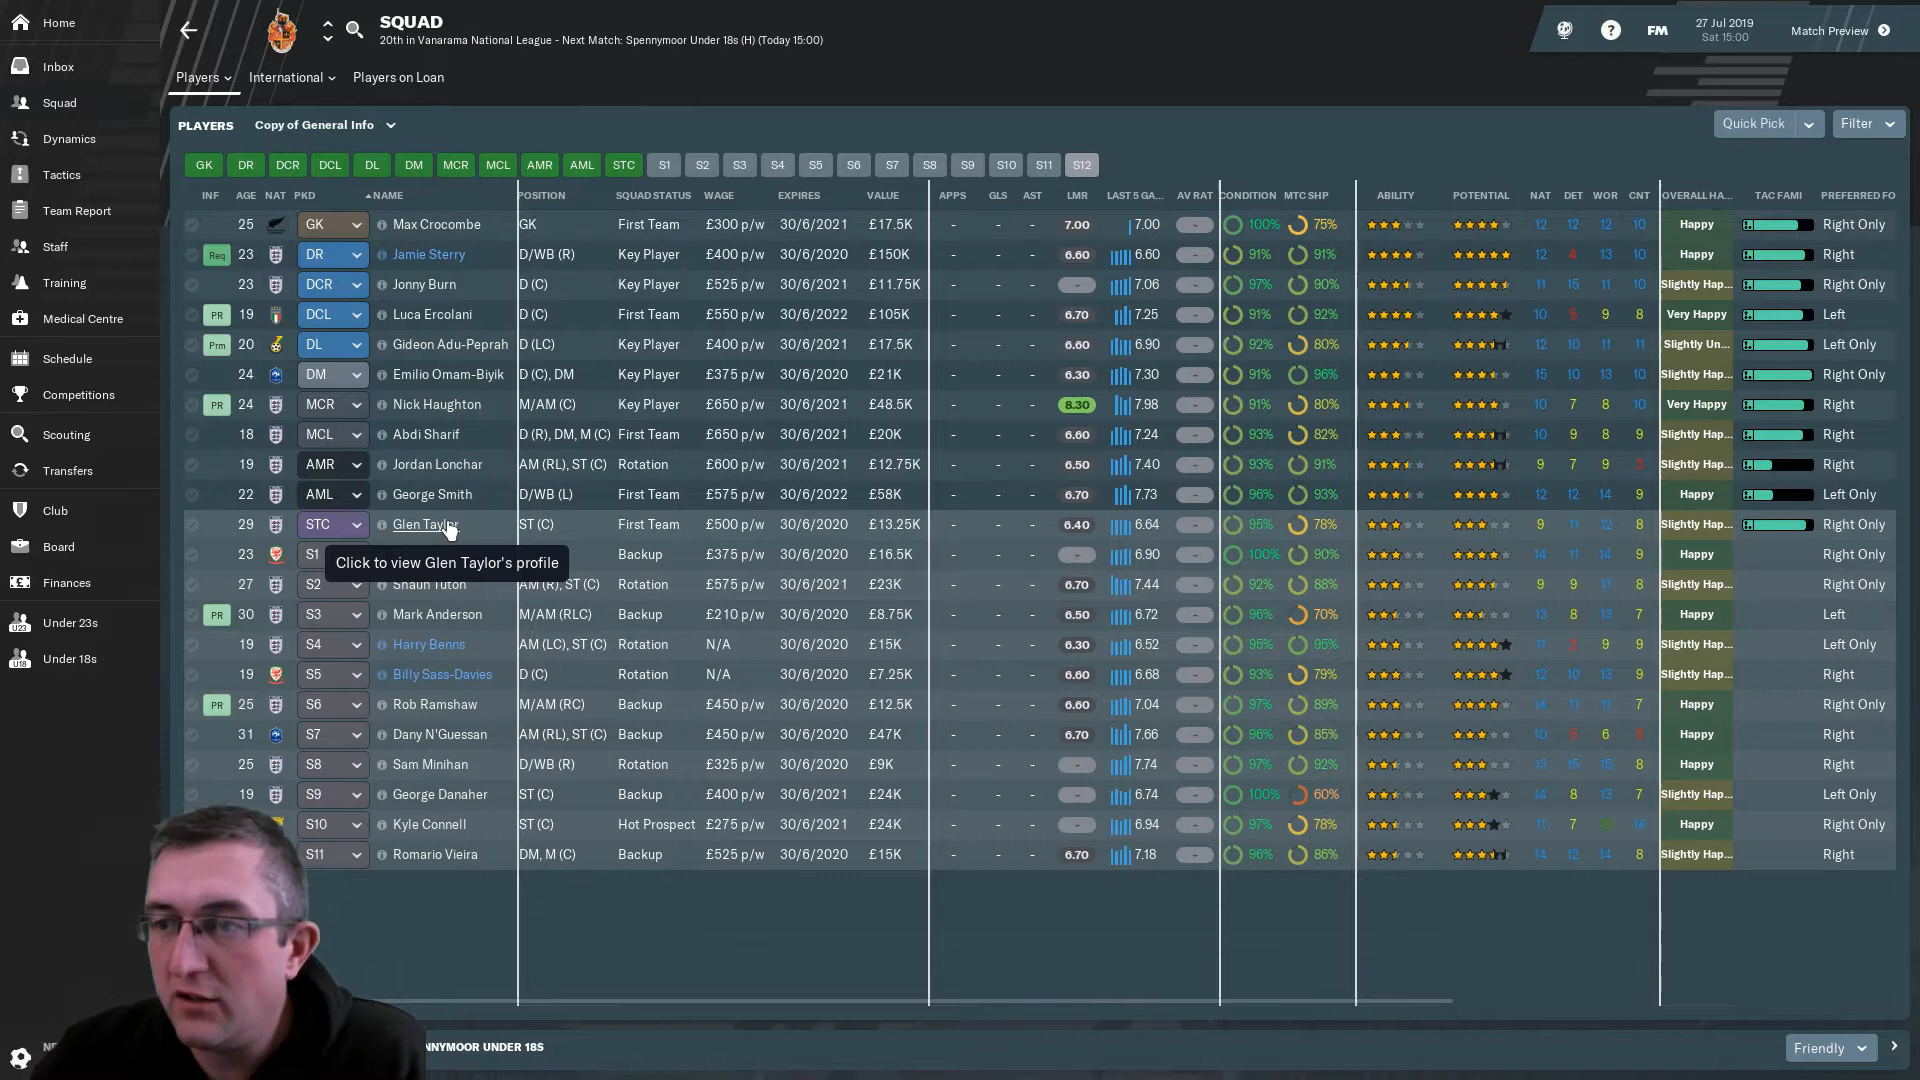 Home
Inbox
Squad
Dynamics
Tactics
Team Report
Staff
Training
Medical Centre
Schedule
Competitions
Scouting
Transfers
Club
Board
Finances
U23 Under 23s
U18 Under 18s
SQUAD
20th in Vanarama National League - Next Match: Spennymoor Under 18s (H) (Today 15:00)
? FM 27 Jul 2019
Sat 15:00
Match Preview
Players International Players on Loan
PLAYERS Copy of General Info Quick Pick Filter
GK DR DCR DCL DL DM MCR MCL AMR AML STC S1 S2 S3 S4 S5 S6 S7 S8 S9 S10 S11 S12
INF AGE NAT PKD NAME POSITION SQUAD STATUS WAGE EXPIRES VALUE APPS GLS AST LMR LAST 5 GA... AV RAT CONDITION MTC SHP ABILITY POTENTIAL NAT DET WOR CNT OVERALL HA... TAC FAMI PREFERRED FO
25 GK Max Crocombe GK First Team £300 p/w 30/6/2021 £17.5K - - - 7.00 7.00 - 100% 75% 12 12 12 10 Happy Right Only
Req 23 DR Jamie Sterry D/WB (R) Key Player £400 p/w 30/6/2021 £150K - - - 6.60 6.60 - 91% 91% 12 4 13 10 Happy Right
23 DCR Jonny Burn D (C) Key Player £525 p/w 30/6/2021 £11.75K - - - - 7.06 - 97% 90% 11 15 11 10 Slightly Hap... Right Only
PR 19 DCL Luca Ercolani D (C) First Team £550 p/w 30/6/2022 £105K - - - 6.70 7.25 - 91% 92% 10 5 9 8 Very Happy Left
Prm 20 DL Gideon Adu-Peprah D (LC) Key Player £400 p/w 30/6/2021 £17.5K - - - 6.60 6.90 - 92% 80% 12 10 11 11 Slightly Un... Left Only
24 DM Emilio Omam-Biyik D (C), DM Key Player £375 p/w 30/6/2020 £21K - - - 6.30 7.30 - 91% 96% 15 10 13 10 Slightly Hap... Right Only
PR 24 MCR Nick Haughton M/AM (C) Key Player £650 p/w 30/6/2021 £48.5K - - - 8.30 7.98 - 91% 80% 10 7 8 10 Very Happy Right
18 MCL Abdi Sharif D (R), DM, M (C) First Team £650 p/w 30/6/2021 £20K - - - 6.60 7.24 - 93% 82% 10 9 8 9 Slightly Hap... Right
19 AMR Jordan Lonchar AM (RL), ST (C) Rotation £600 p/w 30/6/2021 £12.75K - - - 6.50 7.40 - 93% 91% 9 7 9 Slightly Hap... Right
22 AML George Smith D/WB (L) First Team £575 p/w 30/6/2022 £58K - - - 6.70 7.73 - 96% 93% 12 12 14 9 Happy Left Only
29 STC Glen Taylor ST (C) First Team £500 p/w 30/6/2020 £13.25K - - - 6.40 6.64 - 95% 78% 9 11 12 8 Slightly Hap... Right Only
23 S1 Backup £375 p/w 30/6/2020 £16.5K - - - - 6.90 - 100% 90% 14 11 14 9 Happy Right Only
Click to view Glen Taylor's profile
27 S2 Shaun Tuton AM (R), ST (C) Rotation £575 p/w 30/6/2021 £23K - - - 6.70 7.44 - 92% 88% 9 9 11 8 Slightly Hap... Right Only
PR 30 S3 Mark Anderson M/AM (RLC) Backup £210 p/w 30/6/2020 £8.75K - - - 6.50 6.72 - 96% 70% 13 8 13 7 Happy Left
19 S4 Harry Benns AM (LC), ST (C) Rotation N/A 30/6/2020 £15K - - - 6.30 6.52 - 95% 95% 11 9 9 Slightly Hap... Left Only
19 S5 Billy Sass-Davies D (C) Rotation N/A 30/6/2020 £7.25K - - - 6.60 6.68 - 93% 79% 12 10 13 9 Slightly Hap... Right
PR 25 S6 Rob Ramshaw M/AM (RC) Backup £450 p/w 30/6/2020 £12.5K - - - 6.60 7.04 - 97% 89% 14 11 11 7 Happy Right Only
31 S7 Dany N'Guessan AM (RL), ST (C) Backup £450 p/w 30/6/2020 £47K - - - 6.70 7.66 - 96% 85% 10 5 6 5 Happy Right
25 S8 Sam Minihan D/WB (R) Rotation £325 p/w 30/6/2020 £9K - - - - 7.74 - 97% 92% 13 15 15 8 Happy Right
19 S9 George Danaher ST (C) Backup £400 p/w 30/6/2021 £24K - - - - 6.74 - 100% 60% 14 8 13 7 Slightly Hap... Left Only
S10 Kyle Connell ST (C) Hot Prospect £275 p/w 30/6/2021 £24K - - - - 6.94 - 97% 78% 11 7 14 Happy Right Only
S11 Romario Vieira DM, M (C) Backup £525 p/w 30/6/2020 £15K - - - 6.70 7.18 - 96% 86% 14 12 14 8 Slightly Hap... Right
NNYMOOR UNDER 18S Friendly